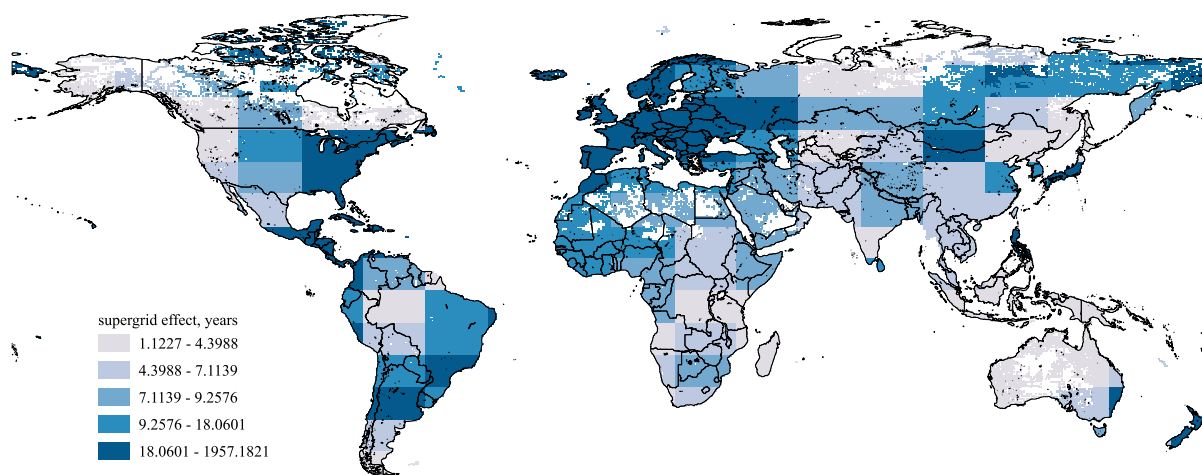 supergrid effect, years
1.1227 - 4.3988
4.3988 - 7.1139
7.1139 - 9.2576
9.2576 - 18.0601
18.0601 - 1957.1821